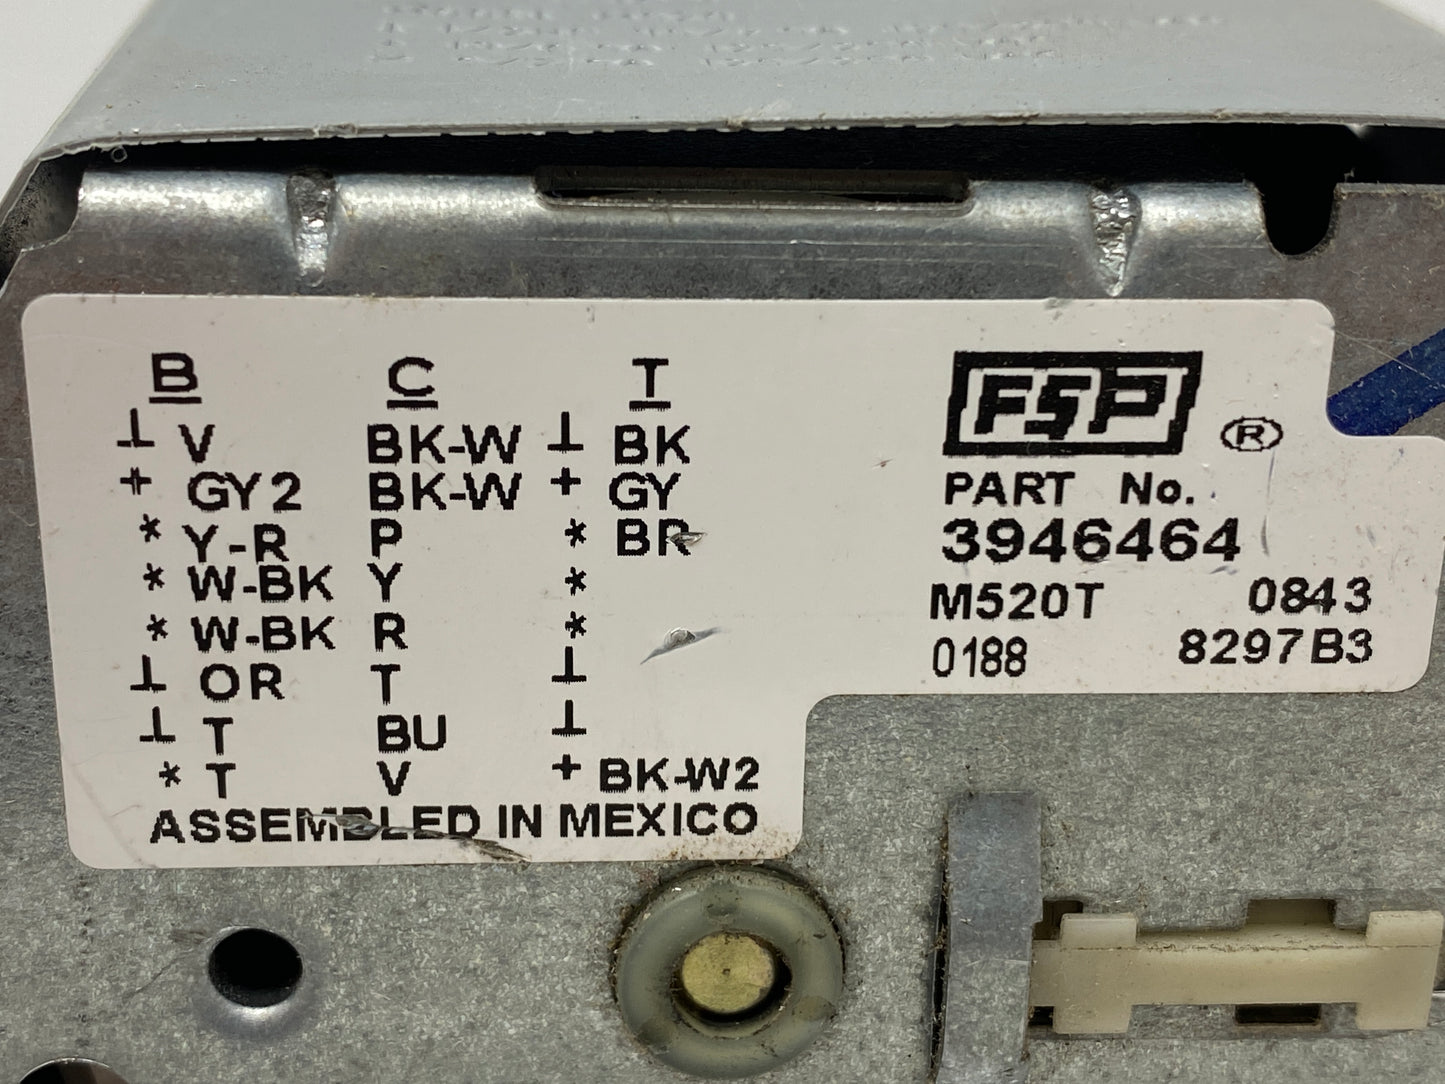 B C T
⊥ V BK-W ⊥ BK
+ GY2 BK-W + GY
* Y-R P * BR
* W-BK Y *
* W-BK R *
⊥ OR T ⊥
⊥ T BU ⊥
* T V + BK-W2
ASSEMBLED IN MEXICO
FSP ®
PART No.
3946464
M520T 0843
0188 8297B3